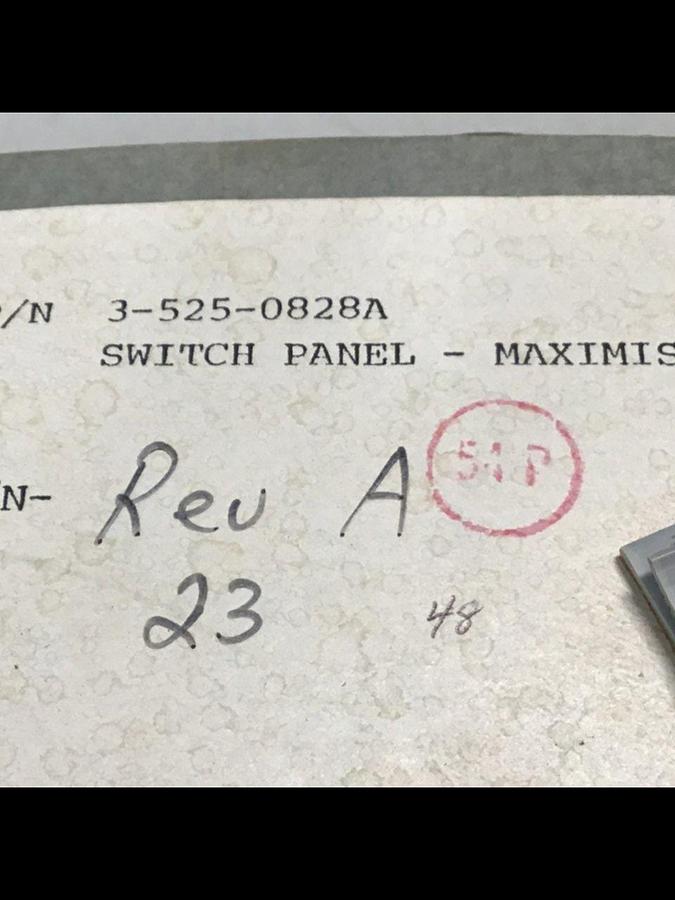 /N 3-525-0828A
SWITCH PANEL - MAXIMIS
N- Rev A
23 48